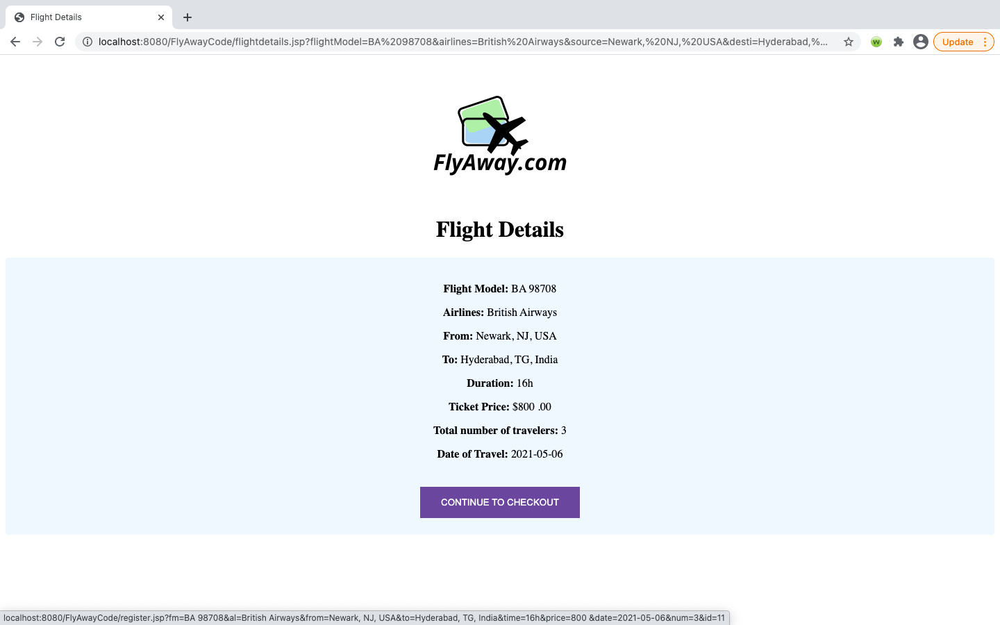 Flight Details
localhost:8080/FlyAwayCode/flightdetails.jsp?flightModel=BA%2098708&airlines=British%20Airways&source=Newark,%20NJ,%20USA&desti=Hyderabad,%...
w
Update
FlyAway.com
Flight Details
Flight Model: BA 98708
Airlines: British Airways
From: Newark, NJ, USA
To: Hyderabad, TG, India
Duration: 16h
Ticket Price: $800 .00
Total number of travelers: 3
Date of Travel: 2021-05-06
CONTINUE TO CHECKOUT
localhost:8080/FlyAwayCode/register.jsp?fm=BA 98708&al=British Airways&from=Newark, NJ, USA&to=Hyderabad, TG, India&time=16h&price=800 &date=2021-05-06&num=3&id=11